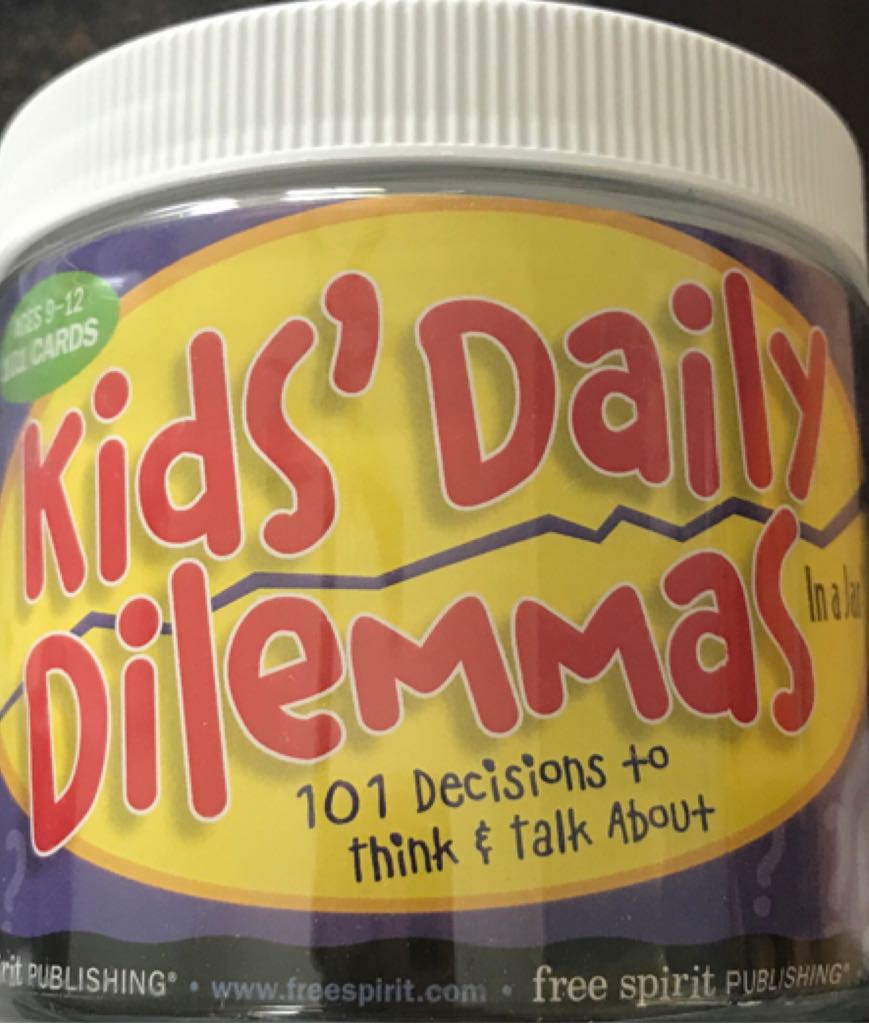 AGES 9–12
101 CARDS
Kids' Daily
Dilemmas
In a Jar
101 Decisions to
think & talk About
PUBLISHING® • www.freespirit.com • free spirit PUBLISHING®